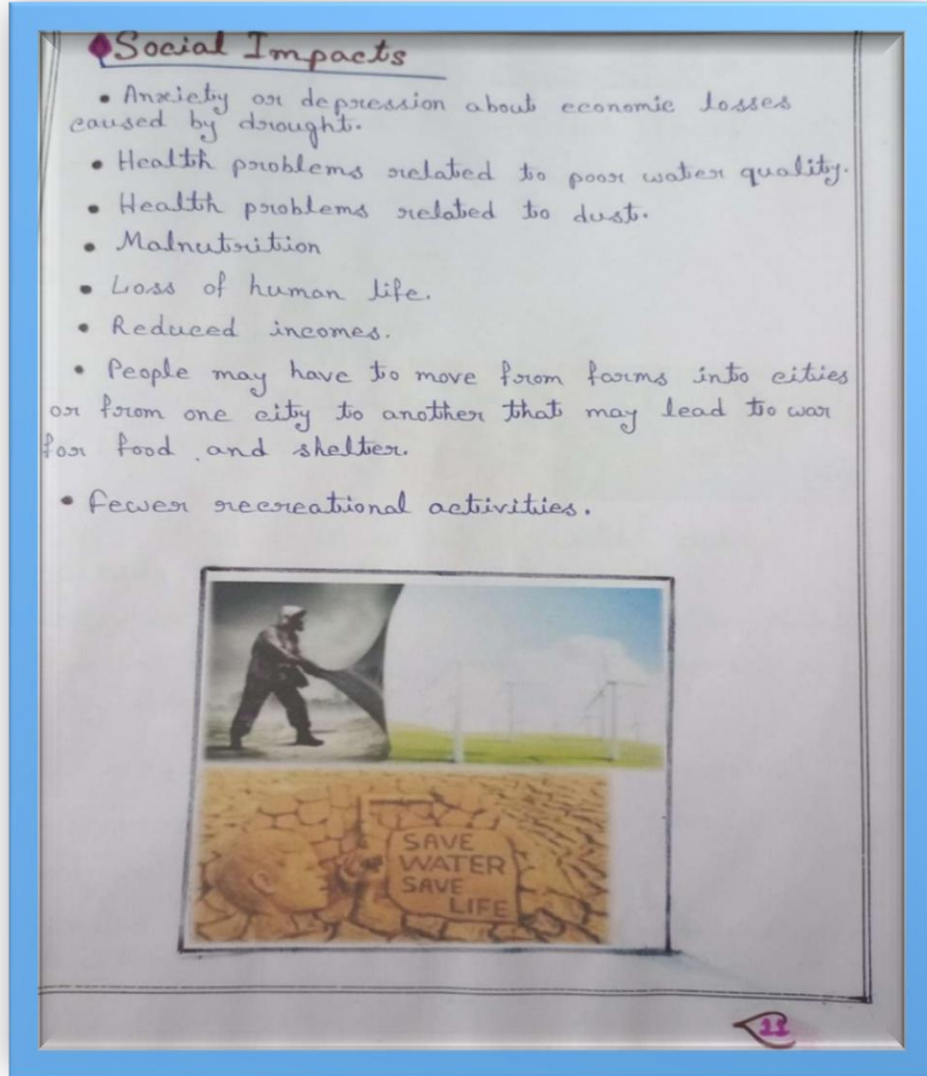 Social Impacts
• Anxiety or depression about economic losses
caused by drought.
• Health problems related to poor water quality.
• Health problems related to dust.
• Malnutrition
• Loss of human life.
• Reduced incomes.
• People may have to move from farms into cities
or from one city to another that may lead to war
for food and shelter.
• Fewer recreational activities.
SAVE
WATER
SAVE
LIFE
11